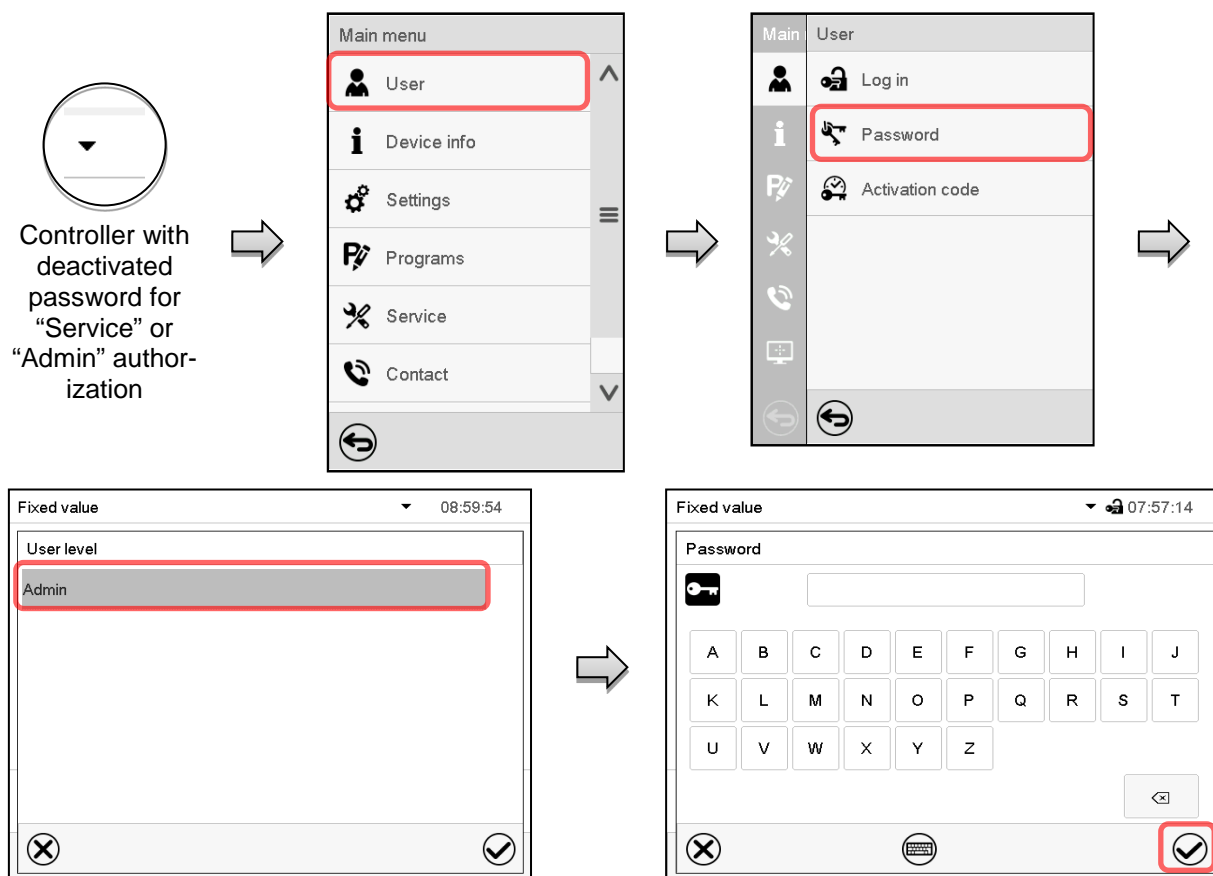 Controller with
deactivated
password for
“Service” or
“Admin” author-
ization
Main menu
User
Device info
Settings
Programs
Service
Contact
Main
User
Log in
Password
Activation code
Fixed value
08:59:54
User level
Admin
Fixed value
07:57:14
Password
A B C D E F G H I J
K L M N O P Q R S T
U V W X Y Z